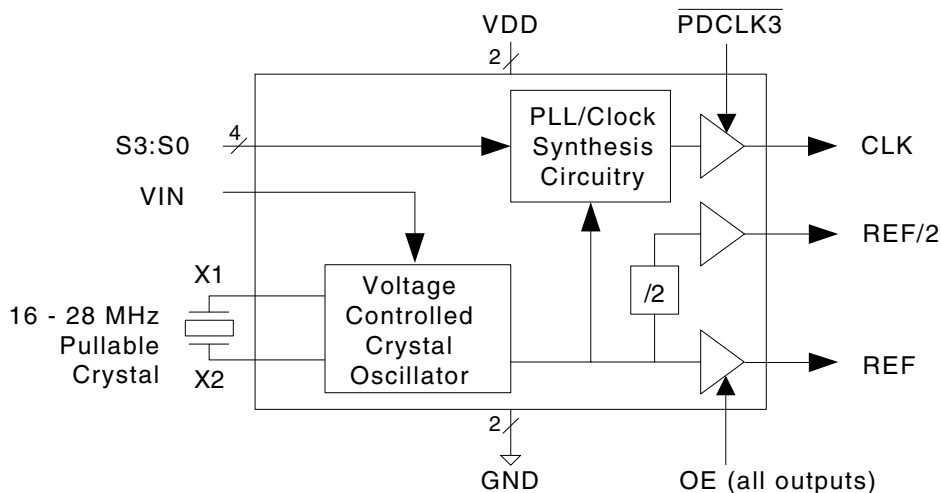 VDD
PDCLK3
2
PLL/Clock
Synthesis
Circuitry
S3:S0
4
CLK
VIN
REF/2
X1
Voltage
Controlled
Crystal
Oscillator
/2
16 - 28 MHz
Pullable
Crystal
X2
REF
2
GND
OE (all outputs)